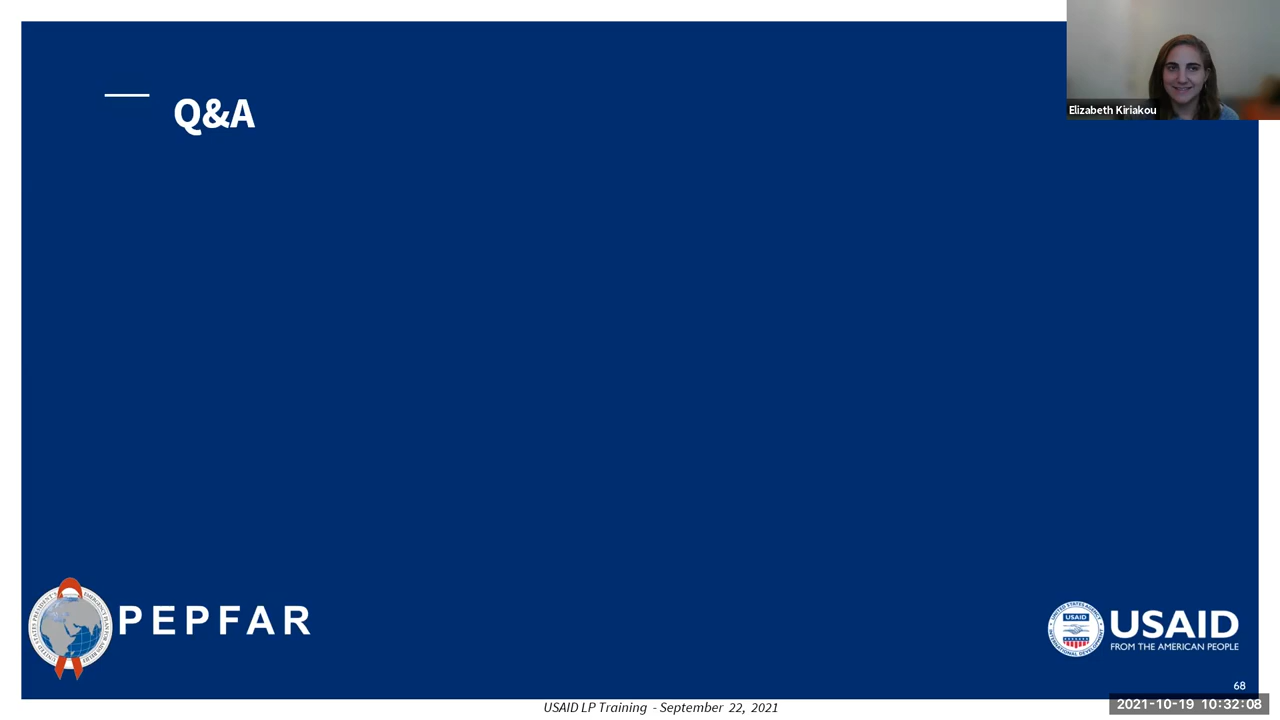 Elizabeth Kiriakou
Q&A
PEPFAR
USAID
USAID
FROM THE AMERICAN PEOPLE
68
2021-10-19 10:32:08
USAID LP Training - September 22, 2021